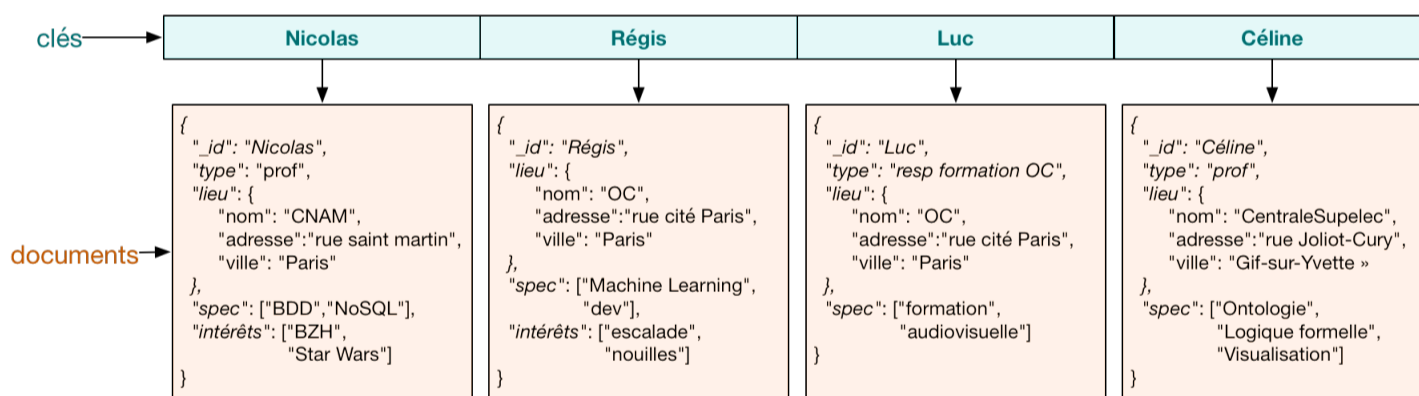 clés
Nicolas
Régis
Luc
Céline
documents
{
"_id": "Nicolas",
"type": "prof",
"lieu": {
"nom": "CNAM",
"adresse":"rue saint martin",
"ville": "Paris"
},
"spec": ["BDD","NoSQL"],
"intérêts": ["BZH",
"Star Wars"]
}
{
"_id": "Régis",
"lieu": {
"nom": "OC",
"adresse":"rue cité Paris",
"ville": "Paris"
},
"spec": ["Machine Learning",
"dev"],
"intérêts": ["escalade",
"nouilles"]
}
{
"_id": "Luc",
"type": "resp formation OC",
"lieu": {
"nom": "OC",
"adresse":"rue cité Paris",
"ville": "Paris"
},
"spec": ["formation",
"audiovisuelle"]
}
{
"_id": "Céline",
"type": "prof",
"lieu": {
"nom": "CentraleSupelec",
"adresse":"rue Joliot-Cury",
"ville": "Gif-sur-Yvette »
},
"spec": ["Ontologie",
"Logique formelle",
"Visualisation"]
}